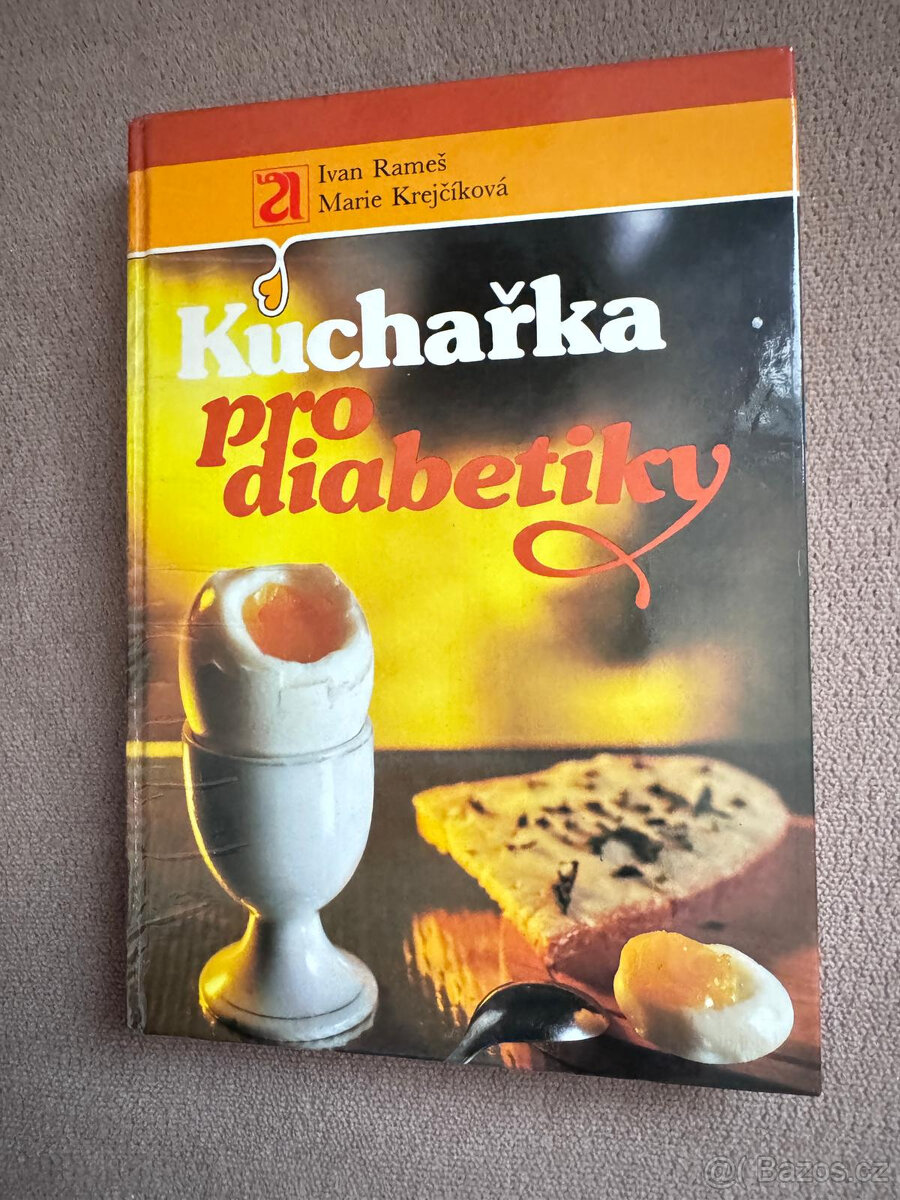 Ivan Rameš
Marie Krejčíková
Kuchařka
pro
diabetiky
@( Bazos.cz